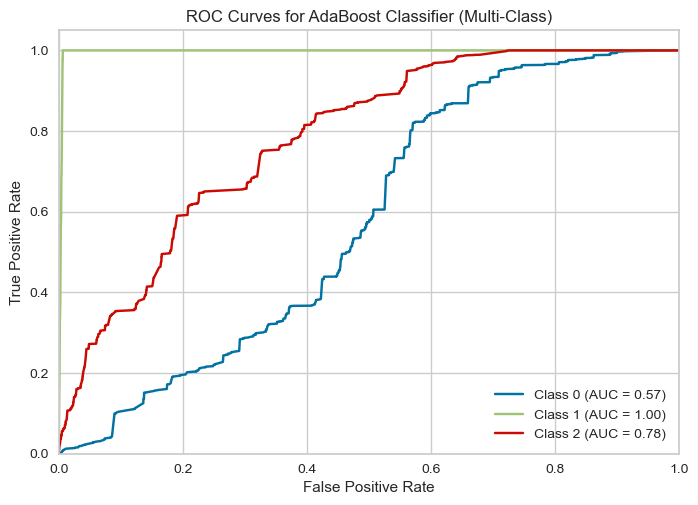 ROC Curves for AdaBoost Classifier (Multi-Class)
1.0
0.8
0.6
0.4
0.2
0.0
True Positive Rate
Class 0 (AUC = 0.57)
Class 1 (AUC = 1.00)
Class 2 (AUC = 0.78)
0.0 0.2 0.4 0.6 0.8 1.0
False Positive Rate